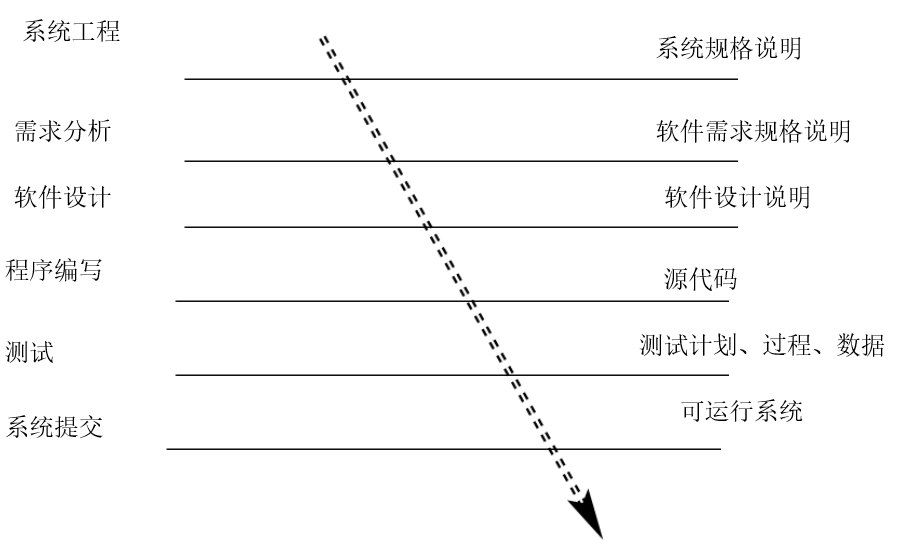 系统工程
系统规格说明
需求分析
软件需求规格说明
软件设计
软件设计说明
程序编写
源代码
测试
测试计划、过程、数据
系统提交
可运行系统